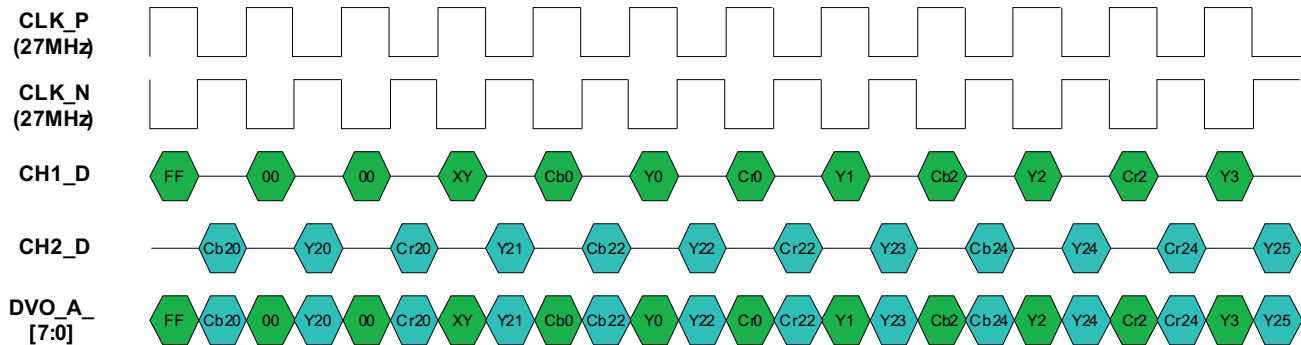 CLK_P
(27MHz)
CLK_N
(27MHz)
CH1_D
FF 00 00 XY Cb0 Y0 Cr0 Y1 Cb2 Y2 Cr2 Y3
CH2_D
Cb20 Y20 Cr20 Y21 Cb22 Y22 Cr22 Y23 Cb24 Y24 Cr24 Y25
DVO_A_
[7:0]
FF Cb20 00 Y20 00 Cr20 XY Y21 Cb0 Cb22 Y0 Y22 Cr0 Cr22 Y1 Y23 Cb2 Cb24 Y2 Y24 Cr2 Cr24 Y3 Y25